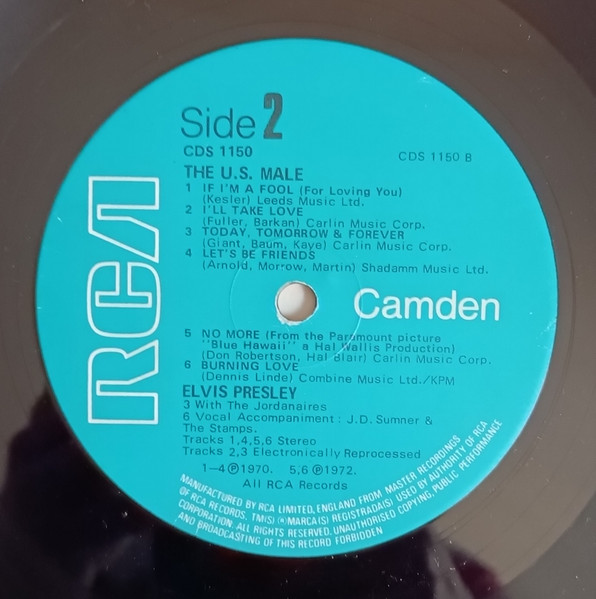 Side 2
CDS 1150
CDS 1150 B
THE U.S. MALE
1 IF I'M A FOOL (For Loving You)
(Kesler) Leeds Music Ltd.
2 I'LL TAKE LOVE
(Fuller, Barkan) Carlin Music Corp.
3 TODAY, TOMORROW & FOREVER
(Giant, Baum, Kaye) Carlin Music Corp.
4 LET'S BE FRIENDS
(Arnold, Morrow, Martin) Shadamm Music Ltd.
RCA
Camden
5 NO MORE (From the Paramount picture
"Blue Hawaii" a Hal Wallis Production)
(Don Robertson, Hal Blair) Carlin Music Corp.
6 BURNING LOVE
(Dennis Linde) Combine Music Ltd./KPM
ELVIS PRESLEY
3 With The Jordanaires
6 Vocal Accompaniment: J.D. Sumner &
The Stamps.
Tracks 1,4,5,6 Stereo
Tracks 2,3 Electronically Reprocessed
1-4 ℗1970. 5,6 ℗1972.
All RCA Records
MANUFACTURED BY RCA LIMITED, ENGLAND FROM MASTER RECORDINGS
OF RCA RECORDS, TM(S) ® MARCA(S) REGISTRADA(S) USED BY AUTHORITY OF RCA
CORPORATION. ALL RIGHTS RESERVED. UNAUTHORISED COPYING, PUBLIC PERFORMANCE
AND BROADCASTING OF THIS RECORD FORBIDDEN